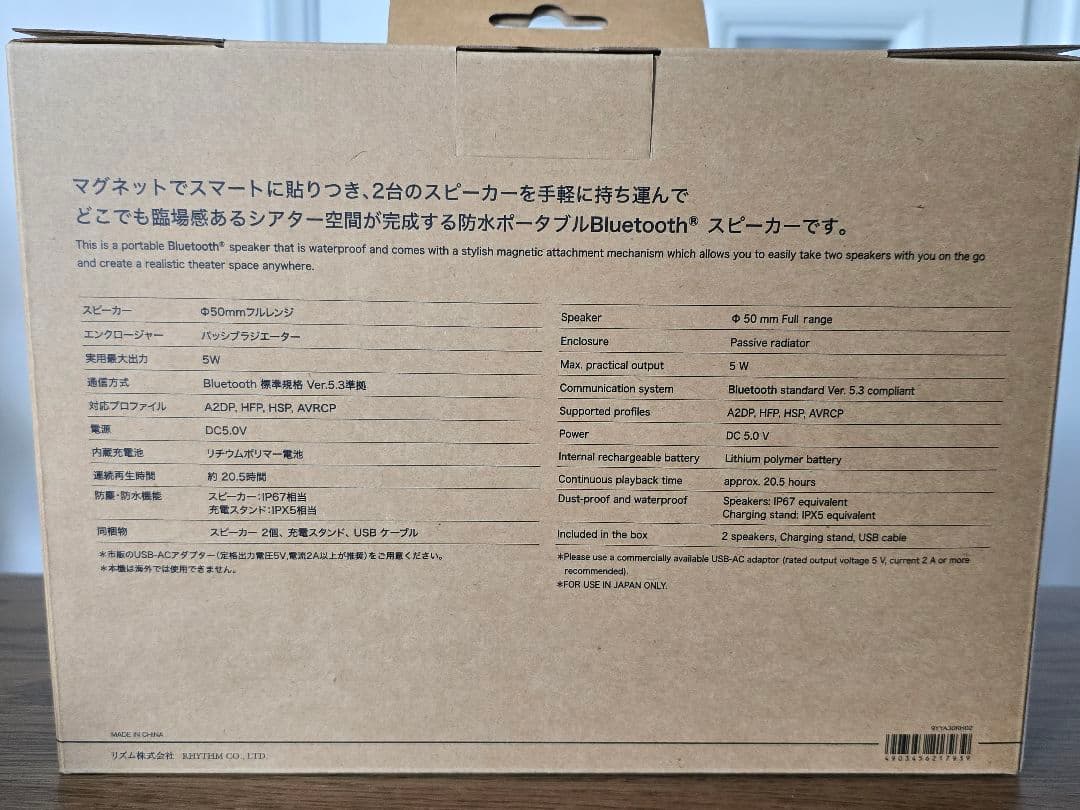 マグネットでスマートに貼りつき、2台のスピーカーを手軽に持ち運んで
どこでも臨場感あるシアター空間が完成する防水ポータブルBluetooth® スピーカーです。
This is a portable Bluetooth® speaker that is waterproof and comes with a stylish magnetic attachment mechanism which allows you to easily take two speakers with you on the go
and create a realistic theater space anywhere.
スピーカー Φ50mmフルレンジ
エンクロージャー パッシブラジエーター
実用最大出力 5W
通信方式 Bluetooth 標準規格 Ver.5.3準拠
対応プロファイル A2DP, HFP, HSP, AVRCP
電源 DC5.0V
内蔵充電池 リチウムポリマー電池
連続再生時間 約 20.5時間
防塵・防水機能 スピーカー:IP67相当
充電スタンド:IPX5相当
同梱物 スピーカー 2個、充電スタンド、USB ケーブル
*市販のUSB-ACアダプター(定格出力電圧5V,電流2A以上が推奨)をご用意ください。
*本機は海外では使用できません。
Speaker Φ 50 mm Full range
Enclosure Passive radiator
Max. practical output 5 W
Communication system Bluetooth standard Ver. 5.3 compliant
Supported profiles A2DP, HFP, HSP, AVRCP
Power DC 5.0 V
Internal rechargeable battery Lithium polymer battery
Continuous playback time approx. 20.5 hours
Dust-proof and waterproof Speakers: IP67 equivalent
Charging stand: IPX5 equivalent
Included in the box 2 speakers, Charging stand, USB cable
*Please use a commercially available USB-AC adaptor (rated output voltage 5 V, current 2 A or more
recommended).
*FOR USE IN JAPAN ONLY.
MADE IN CHINA
リズム株式会社 RHYTHM CO., LTD.
9YYA30RH02
4903456217939